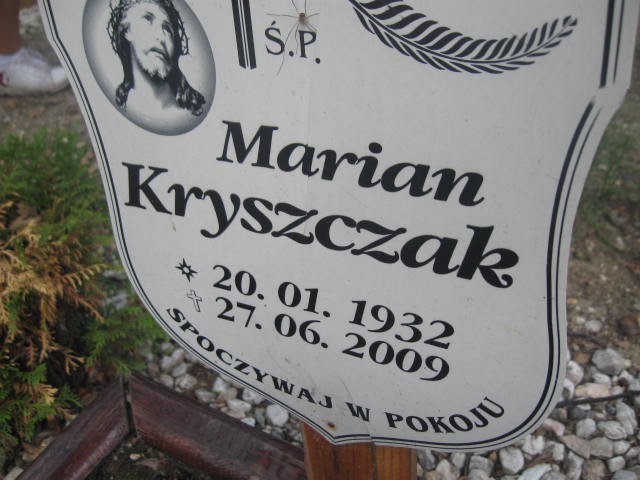 Ś.P.
Marian
Kryszczak
20. 01. 1932
27. 06. 2009
SPOCZYWAJ W POKOJU